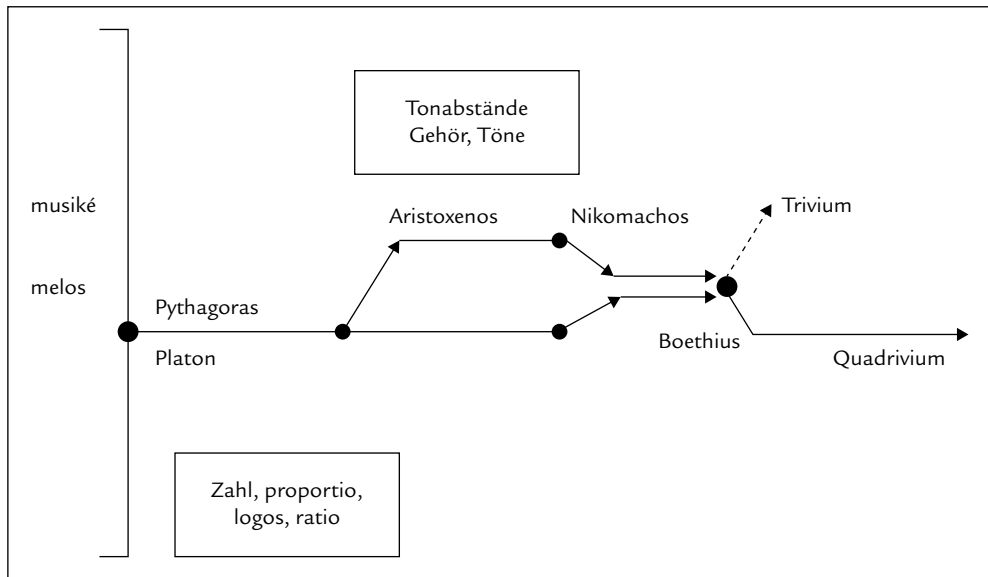 Tonabstände
Gehör, Töne
musiké
Aristoxenos
Nikomachos
Trivium
melos
Pythagoras
Platon
Boethius
Quadrivium
Zahl, proportio,
logos, ratio